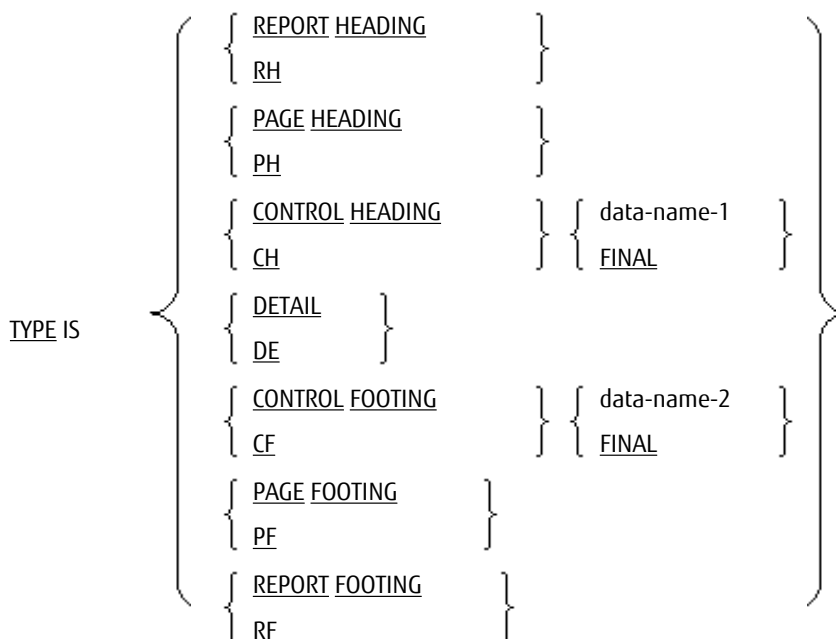 REPORT HEADING
RH
PAGE HEADING
PH
CONTROL HEADING data-name-1
CH FINAL
TYPE IS
DETAIL
DE
CONTROL FOOTING data-name-2
CF FINAL
PAGE FOOTING
PF
REPORT FOOTING
RF